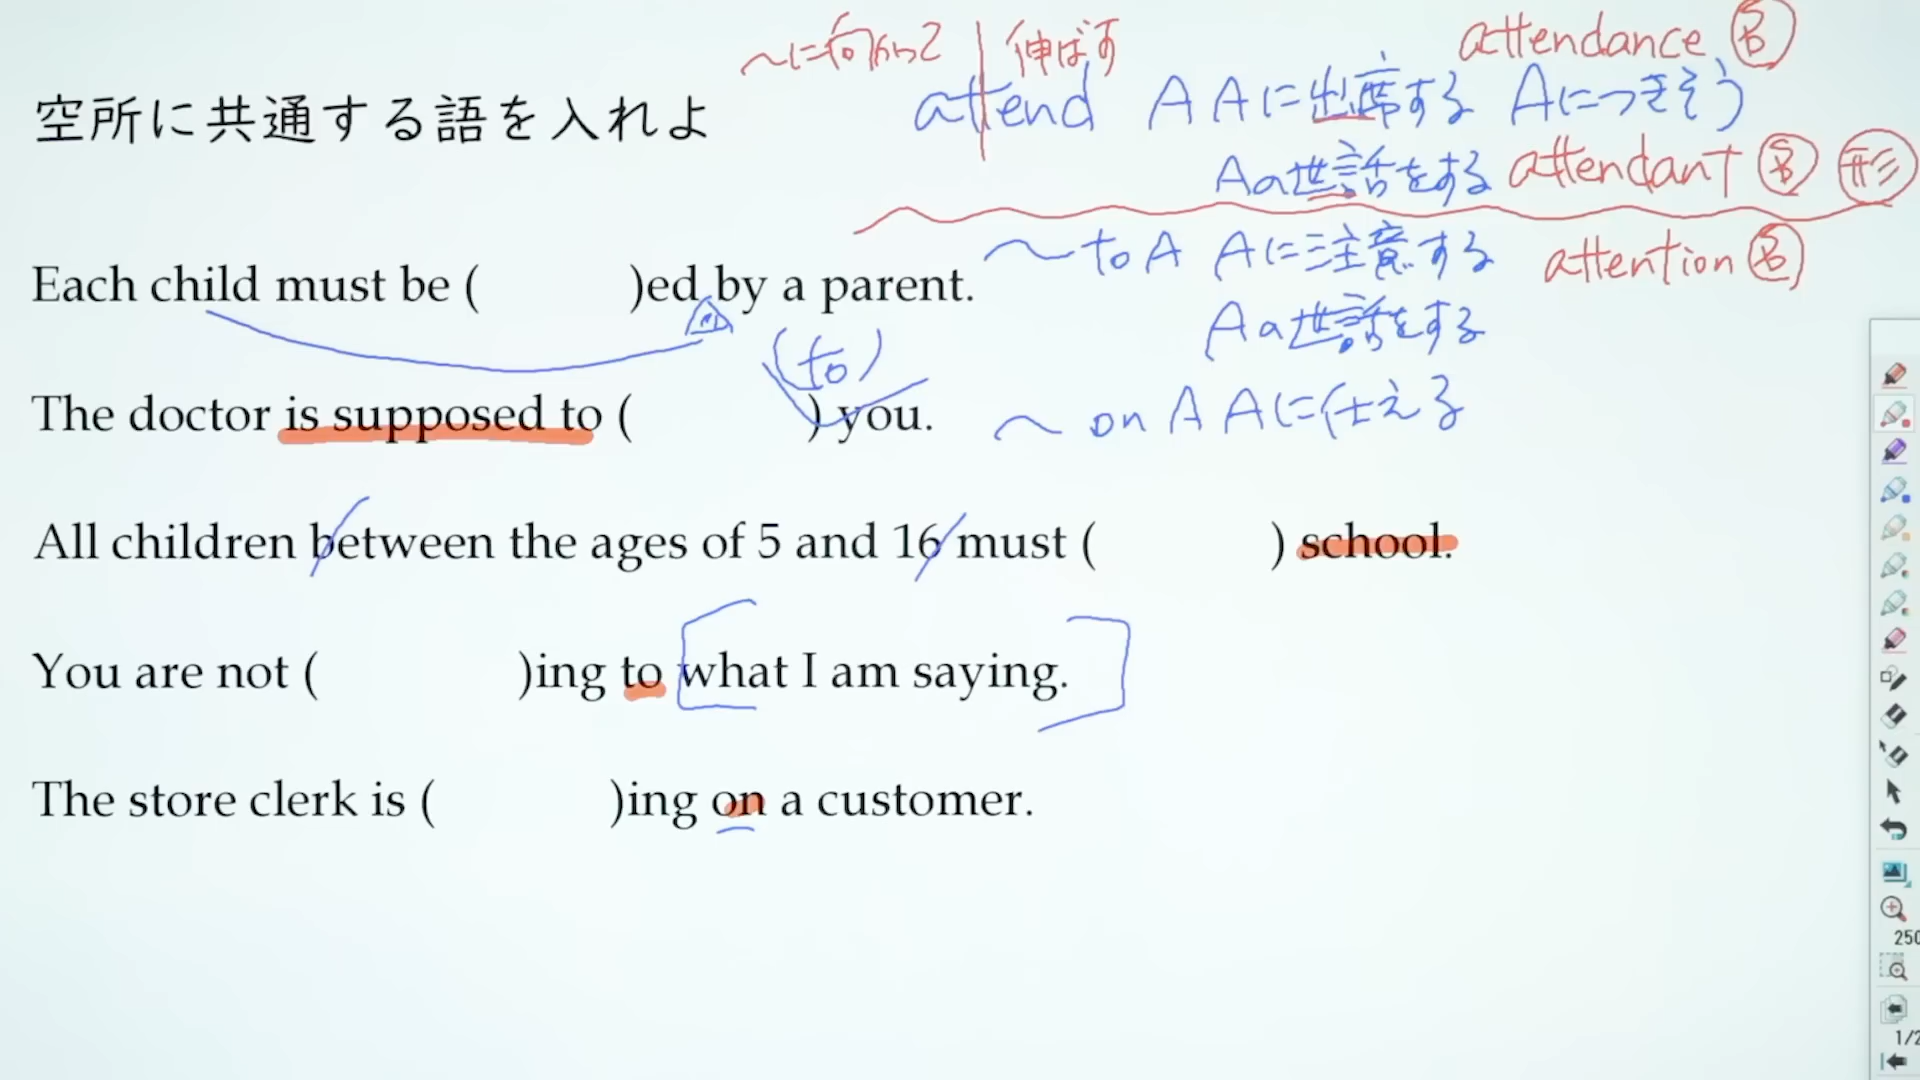 ~に向かって 伸ばす
attendance 名
空所に共通する語を入れよ
attend A Aに出席する Aにつきそう
Aの世話をする attendant 名 形
~ to A Aに注意する attention 名
Each child must be ( )ed by a parent.
Aの世話をする
(to)
The doctor is supposed to ( ) you.
~ on A Aに仕える
All children between the ages of 5 and 16 must ( ) school.
You are not ( )ing to what I am saying.
The store clerk is ( )ing on a customer.
250
1/2